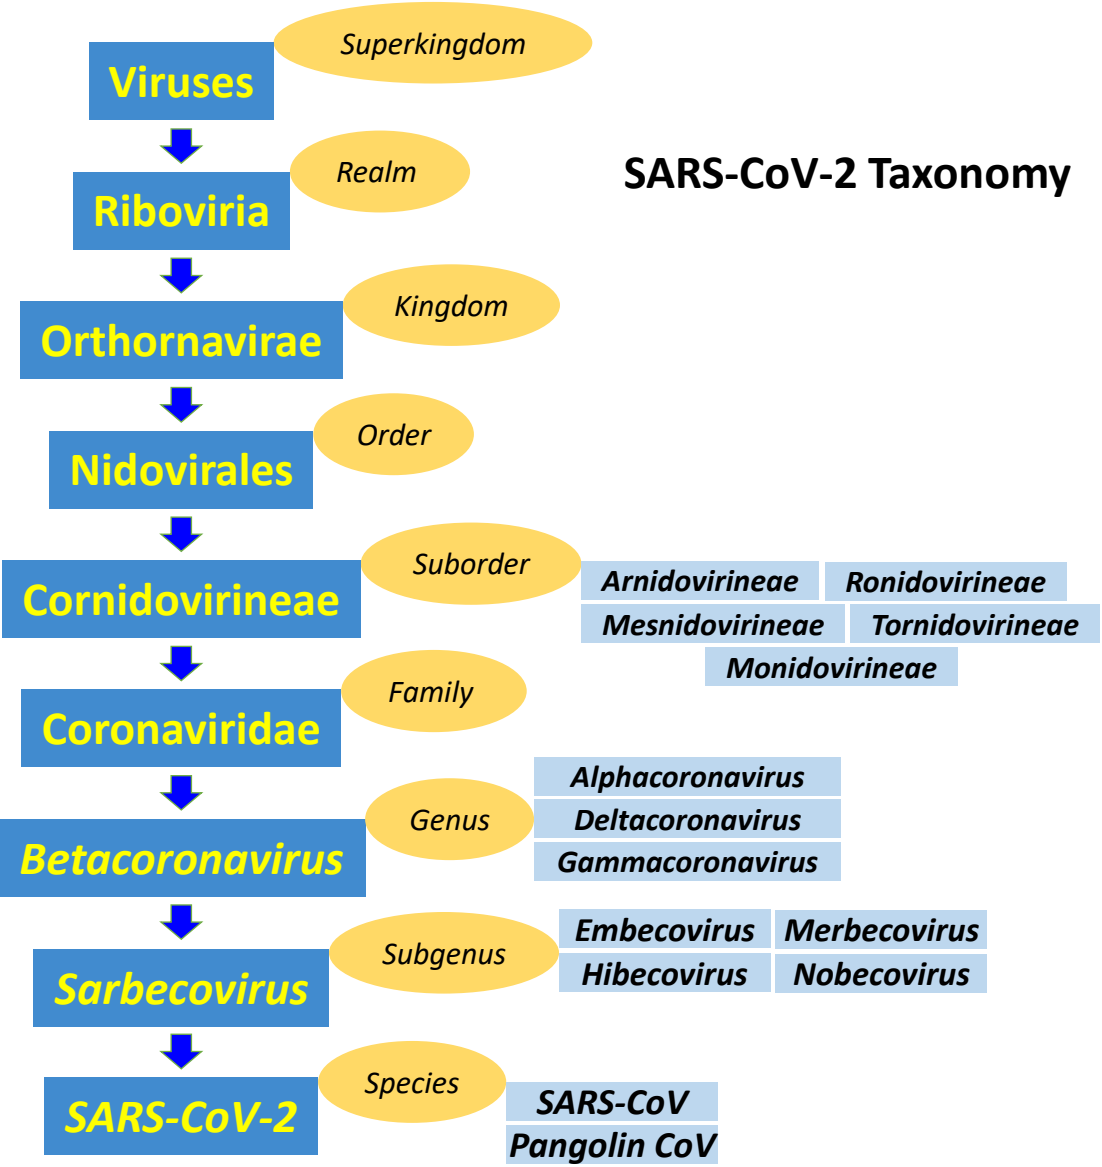 Superkingdom
Viruses
SARS-CoV-2 Taxonomy
Realm
Riboviria
Kingdom
Orthornavirae
Order
Nidovirales
Suborder
Cornidovirineae
Arnidovirineae Ronidovirineae
Mesnidovirineae Tornidovirineae
Monidovirineae
Family
Coronaviridae
Genus
Betacoronavirus
Alphacoronavirus
Deltacoronavirus
Gammacoronavirus
Subgenus
Sarbecovirus
Embecovirus Merbecovirus
Hibecovirus Nobecovirus
Species
SARS-CoV-2
SARS-CoV
Pangolin CoV